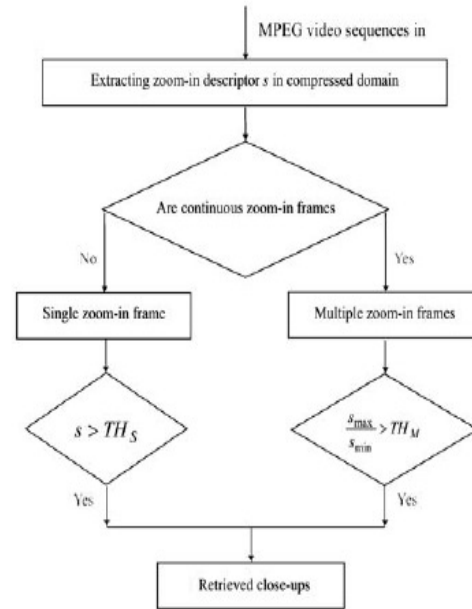 MPEG video sequences in
Extracting zoom-in descriptor s in compressed domain
Are continuous zoom-in frames
No
Yes
Single zoom-in frame
Multiple zoom-in frames
s > TH_S
s_max / s_min > TH_M
Yes
Yes
Retrieved close-ups